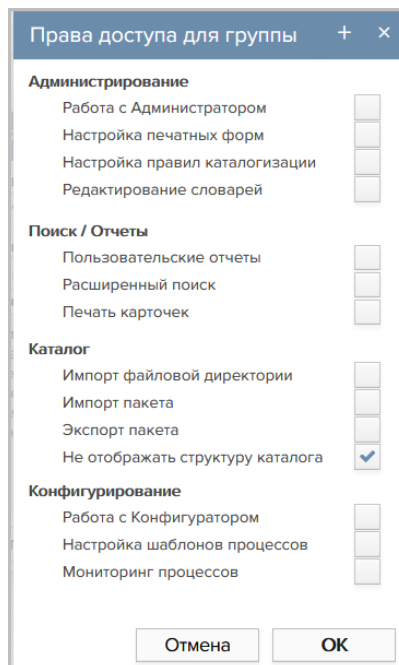 Права доступа для группы
Администрирование
Работа с Администратором
Настройка печатных форм
Настройка правил каталогизации
Редактирование словарей
Поиск / Отчеты
Пользовательские отчеты
Расширенный поиск
Печать карточек
Каталог
Импорт файловой директории
Импорт пакета
Экспорт пакета
Не отображать структуру каталога
Конфигурирование
Работа с Конфигуратором
Настройка шаблонов процессов
Мониторинг процессов
Отмена OK